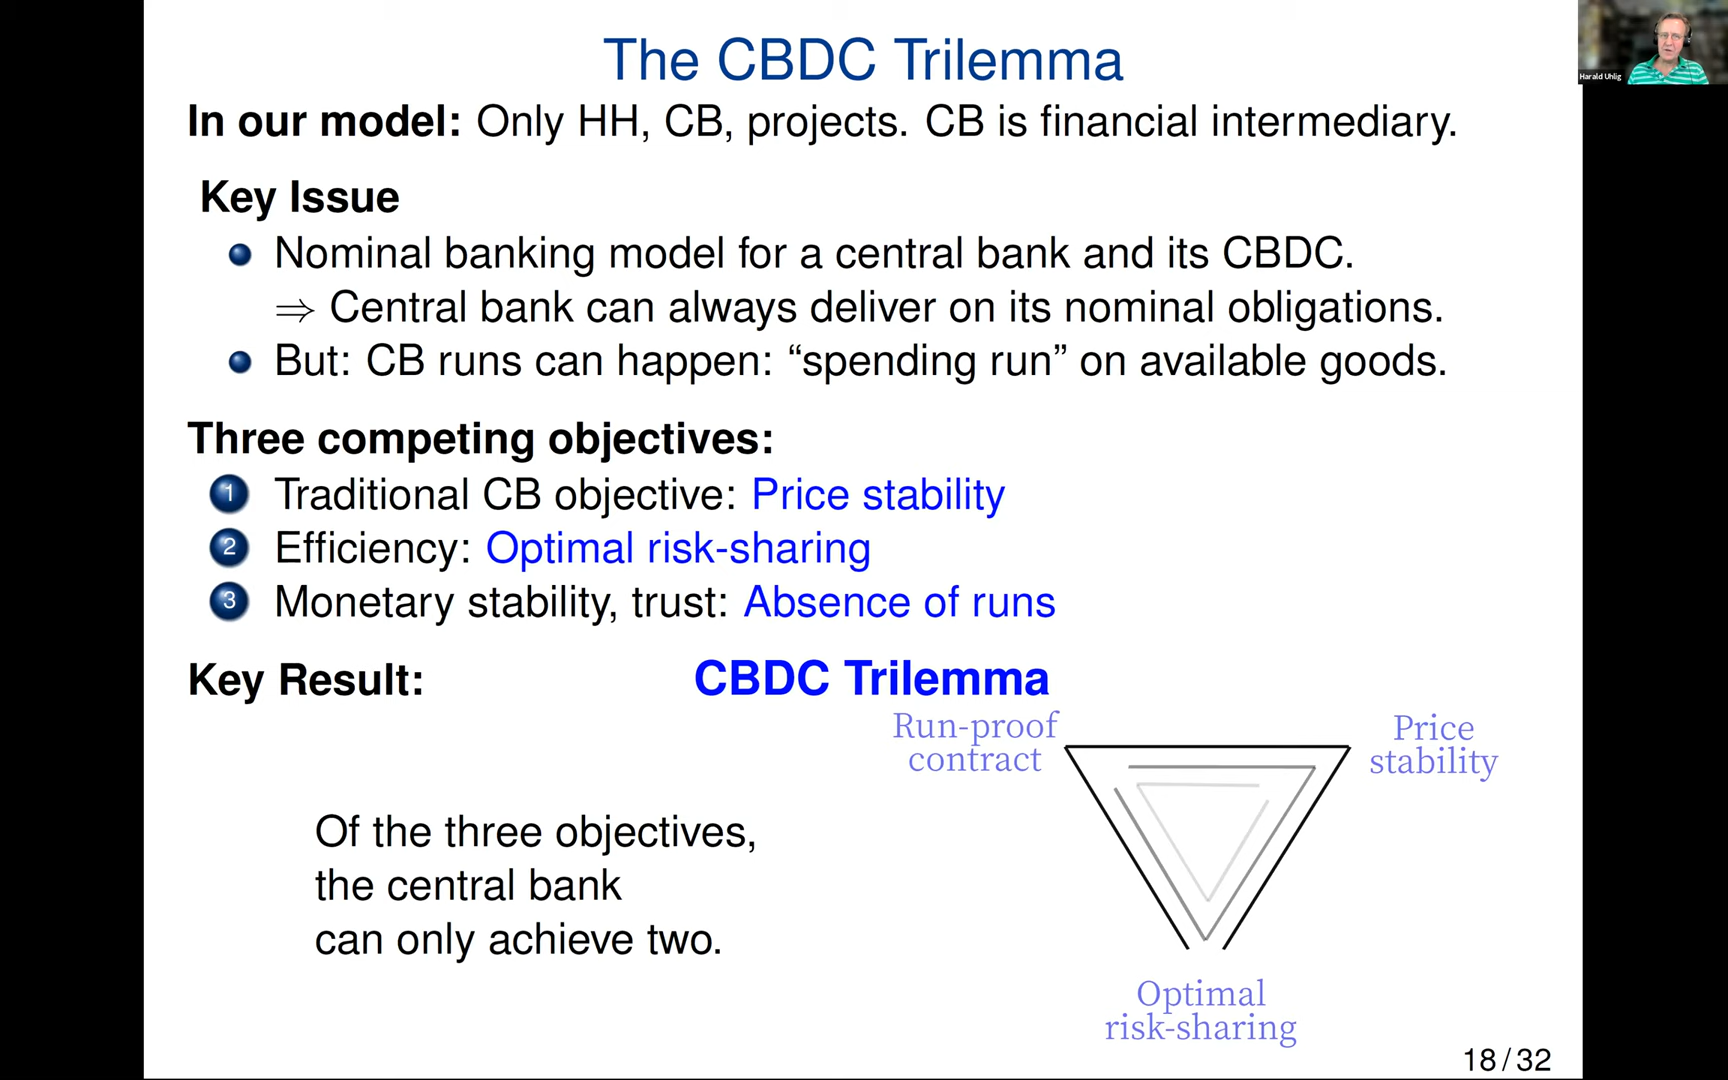 The CBDC Trilemma
Harald Uhlig
In our model: Only HH, CB, projects. CB is financial intermediary.
Key Issue
Nominal banking model for a central bank and its CBDC.
⇒ Central bank can always deliver on its nominal obligations.
But: CB runs can happen: “spending run” on available goods.
Three competing objectives:
1 Traditional CB objective: Price stability
2 Efficiency: Optimal risk-sharing
3 Monetary stability, trust: Absence of runs
Key Result: CBDC Trilemma
Run-proof
contract
Price
stability
Of the three objectives,
the central bank
can only achieve two.
Optimal
risk-sharing
18 / 32